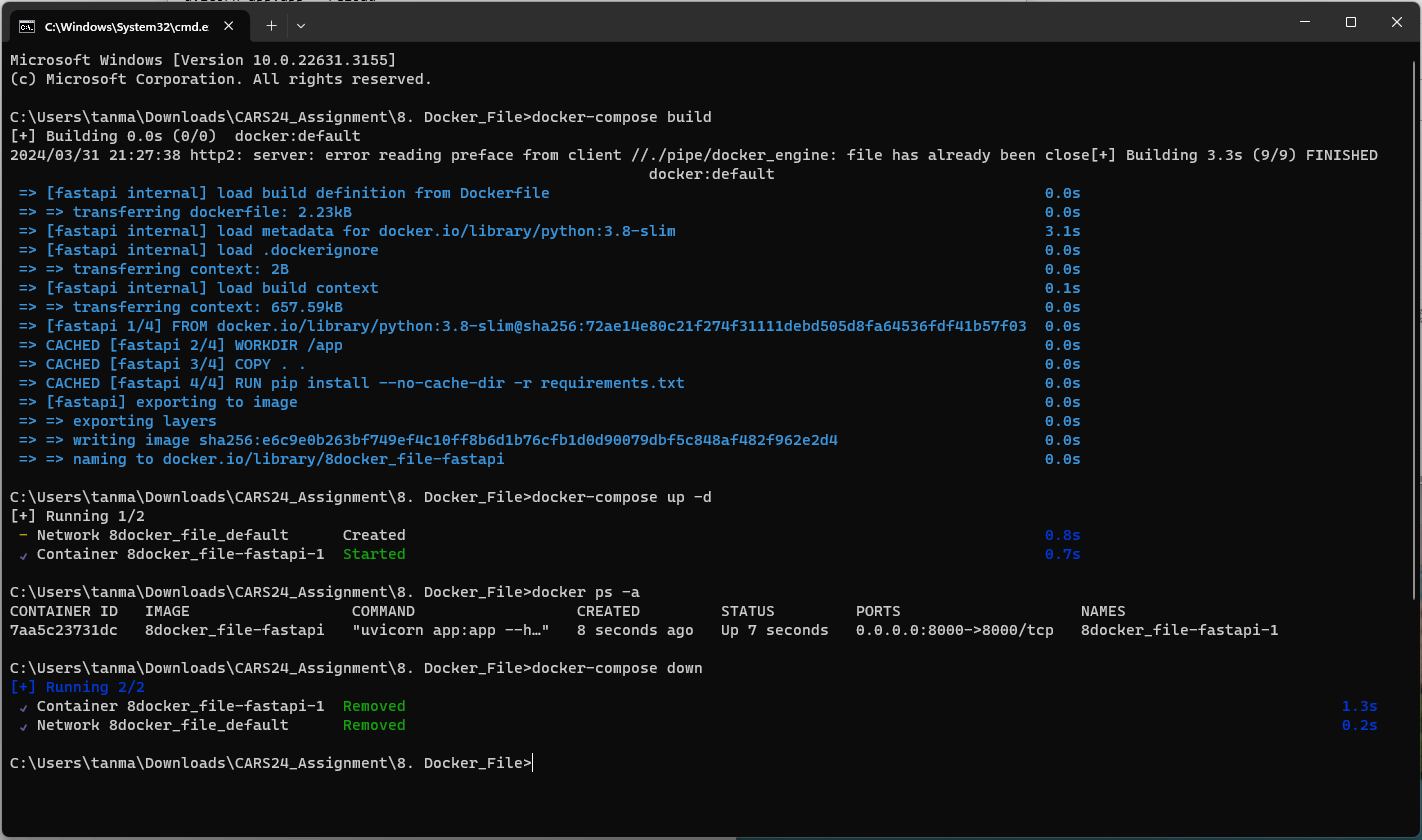 C:\Windows\System32\cmd.e
Microsoft Windows [Version 10.0.22631.3155]
(c) Microsoft Corporation. All rights reserved.
C:\Users\tanma\Downloads\CARS24_Assignment\8. Docker_File>docker-compose build
[+] Building 0.0s (0/0)  docker:default
2024/03/31 21:27:38 http2: server: error reading preface from client //./pipe/docker_engine: file has already been close[+] Building 3.3s (9/9) FINISHED
docker:default
=> [fastapi internal] load build definition from Dockerfile 0.0s
=> => transferring dockerfile: 2.23kB 0.0s
=> [fastapi internal] load metadata for docker.io/library/python:3.8-slim 3.1s
=> [fastapi internal] load .dockerignore 0.0s
=> => transferring context: 2B 0.0s
=> [fastapi internal] load build context 0.1s
=> => transferring context: 657.59kB 0.0s
=> [fastapi 1/4] FROM docker.io/library/python:3.8-slim@sha256:72ae14e80c21f274f31111debd505d8fa64536fdf41b57f03 0.0s
=> CACHED [fastapi 2/4] WORKDIR /app 0.0s
=> CACHED [fastapi 3/4] COPY . . 0.0s
=> CACHED [fastapi 4/4] RUN pip install --no-cache-dir -r requirements.txt 0.0s
=> [fastapi] exporting to image 0.0s
=> => exporting layers 0.0s
=> => writing image sha256:e6c9e0b263bf749ef4c10ff8b6d1b76cfb1d0d90079dbf5c848af482f962e2d4 0.0s
=> => naming to docker.io/library/8docker_file-fastapi 0.0s
C:\Users\tanma\Downloads\CARS24_Assignment\8. Docker_File>docker-compose up -d
[+] Running 1/2
- Network 8docker_file_default Created 0.8s
✓ Container 8docker_file-fastapi-1 Started 0.7s
C:\Users\tanma\Downloads\CARS24_Assignment\8. Docker_File>docker ps -a
CONTAINER ID IMAGE COMMAND CREATED STATUS PORTS NAMES
7aa5c23731dc 8docker_file-fastapi "uvicorn app:app --h…" 8 seconds ago Up 7 seconds 0.0.0.0:8000->8000/tcp 8docker_file-fastapi-1
C:\Users\tanma\Downloads\CARS24_Assignment\8. Docker_File>docker-compose down
[+] Running 2/2
✓ Container 8docker_file-fastapi-1 Removed 1.3s
✓ Network 8docker_file_default Removed 0.2s
C:\Users\tanma\Downloads\CARS24_Assignment\8. Docker_File>